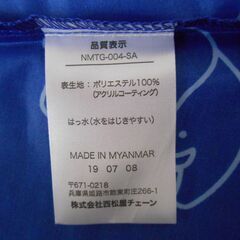 品質表示
NMTG-004-SA
表生地：ポリエステル100%
(アクリルコーティング)
はっ水(水をはじきやすい)
MADE IN MYANMAR
19 07 08
〒671-0218
兵庫県姫路市飾東町庄266-1
株式会社西松屋チェーン